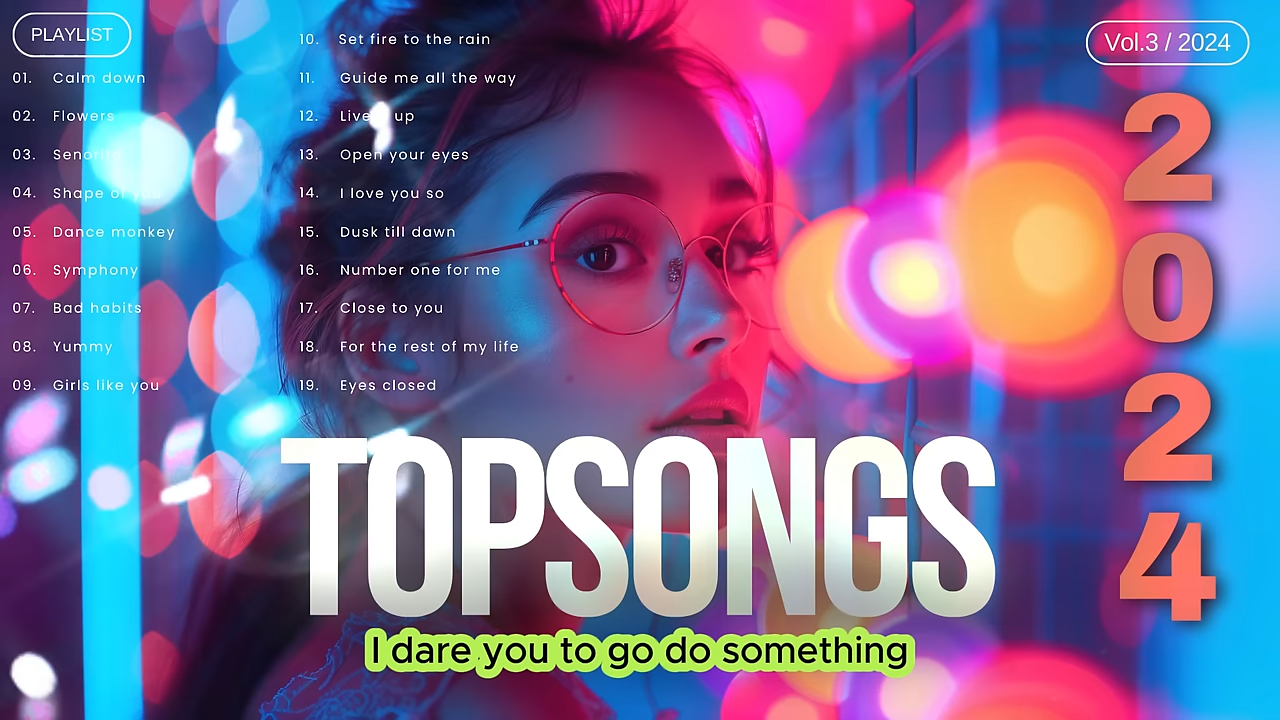 PLAYLIST
01. Calm down
02. Flowers
03. Senorita
04. Shape of you
05. Dance monkey
06. Symphony
07. Bad habits
08. Yummy
09. Girls like you
10. Set fire to the rain
11. Guide me all the way
12. Live up
13. Open your eyes
14. I love you so
15. Dusk till dawn
16. Number one for me
17. Close to you
18. For the rest of my life
19. Eyes closed
Vol.3 / 2024
2
0
2
4
TOPSONGS
I dare you to go do something